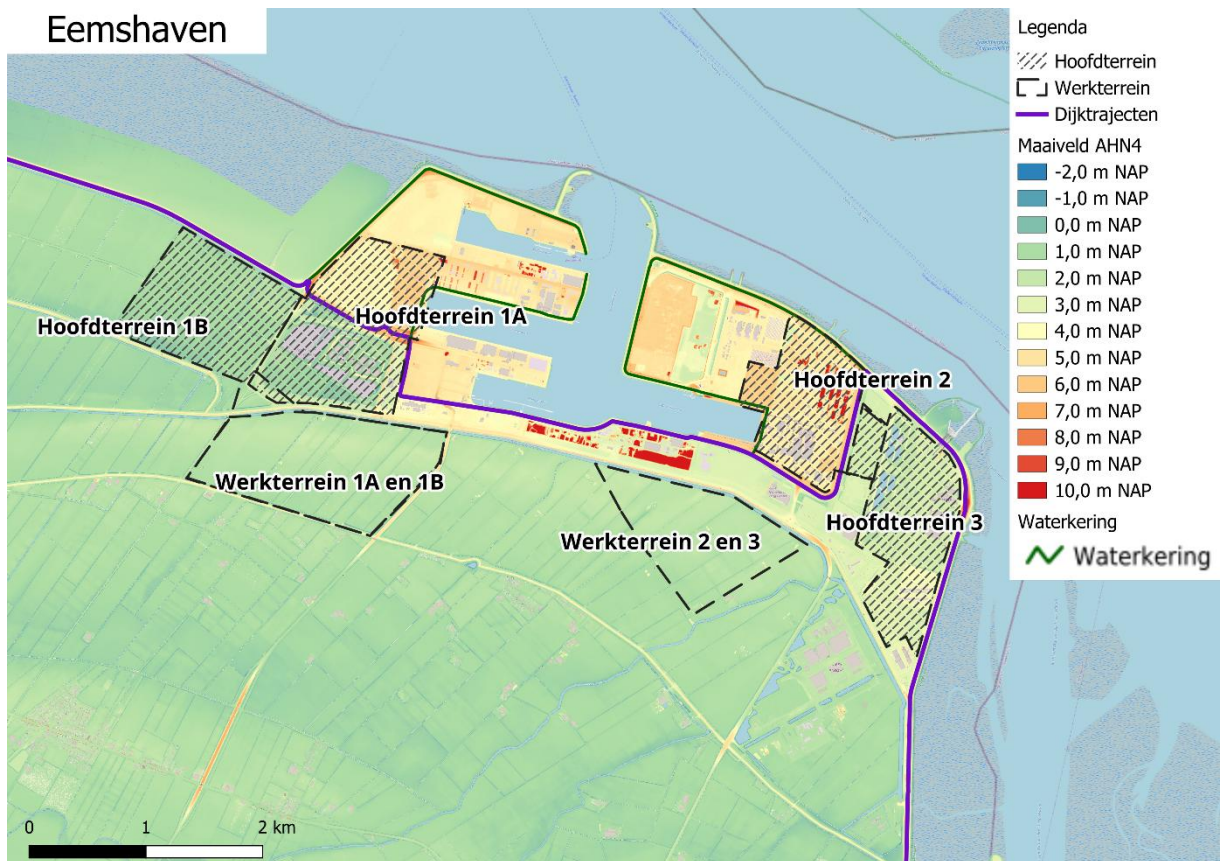 Eemshaven
Legenda
Hoofdterrein
Werkterrein
Dijktrajecten
Maaiveld AHN4
-2,0 m NAP
-1,0 m NAP
0,0 m NAP
1,0 m NAP
2,0 m NAP
3,0 m NAP
4,0 m NAP
5,0 m NAP
6,0 m NAP
7,0 m NAP
8,0 m NAP
9,0 m NAP
10,0 m NAP
Waterkering
Waterkering
Hoofdterrein 1B
Hoofdterrein 1A
Hoofdterrein 2
Werkterrein 1A en 1B
Werkterrein 2 en 3
Hoofdterrein 3
0 1 2 km